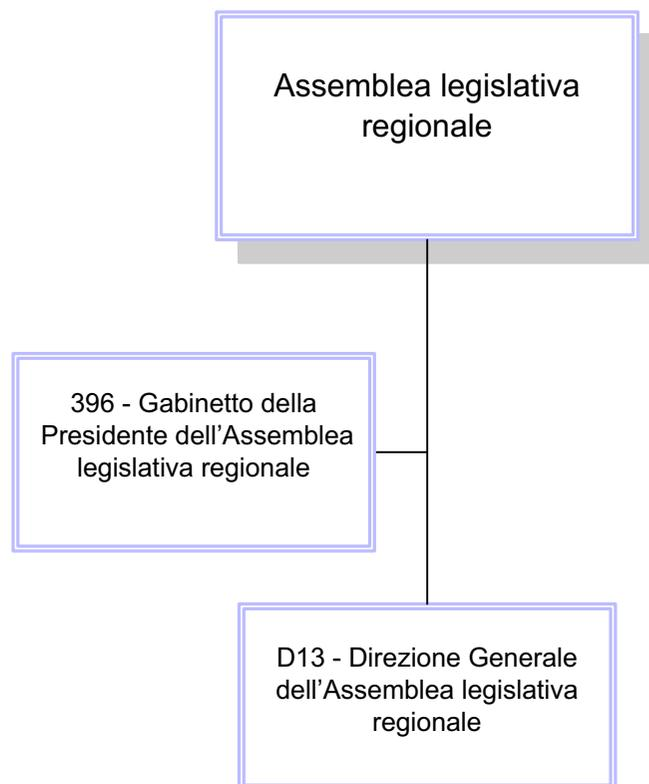 Assemblea legislativa
regionale
396 - Gabinetto della
Presidente dell’Assemblea
legislativa regionale
D13 - Direzione Generale
dell’Assemblea legislativa
regionale